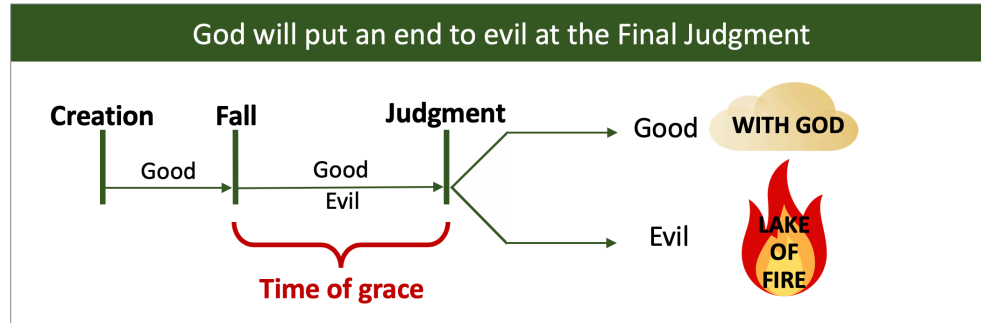 God will put an end to evil at the Final Judgment
Creation
Fall
Judgment
Good
Good
Evil
Time of grace
Good
WITH GOD
Evil
LAKE
OF
FIRE